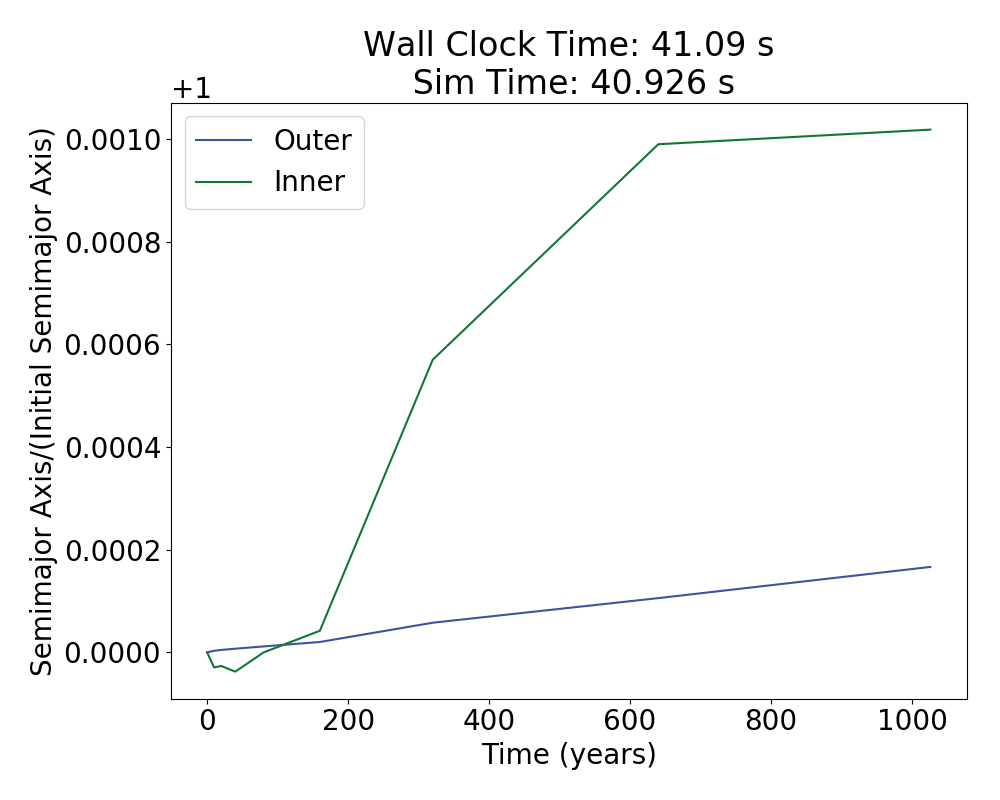 Wall Clock Time: 41.09 s
Sim Time: 40.926 s
+1
Outer
Inner
0.0010
0.0008
0.0006
0.0004
0.0002
0.0000
Semimajor Axis/(Initial Semimajor Axis)
0 200 400 600 800 1000
Time (years)